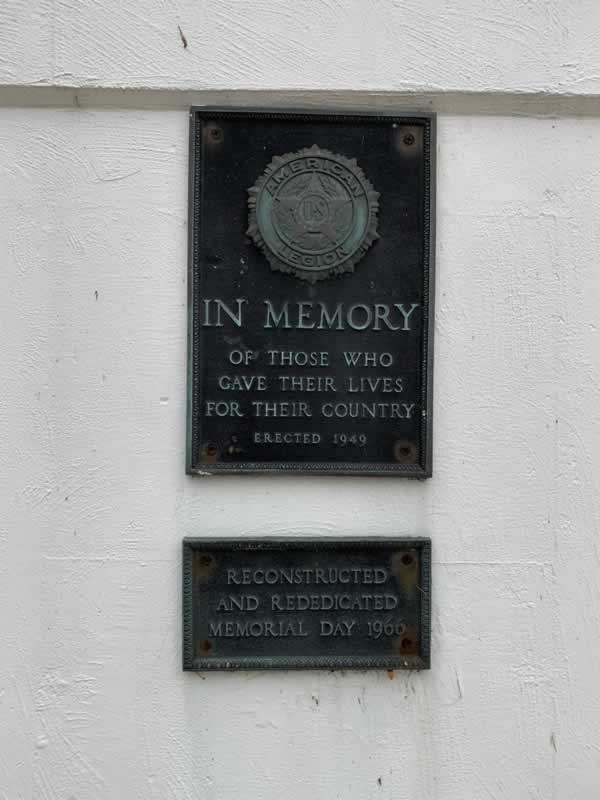 AMERICAN
US
LEGION
IN MEMORY
OF THOSE WHO
GAVE THEIR LIVES
FOR THEIR COUNTRY
ERECTED 1949
RECONSTRUCTED
AND REDEDICATED
MEMORIAL DAY 1966